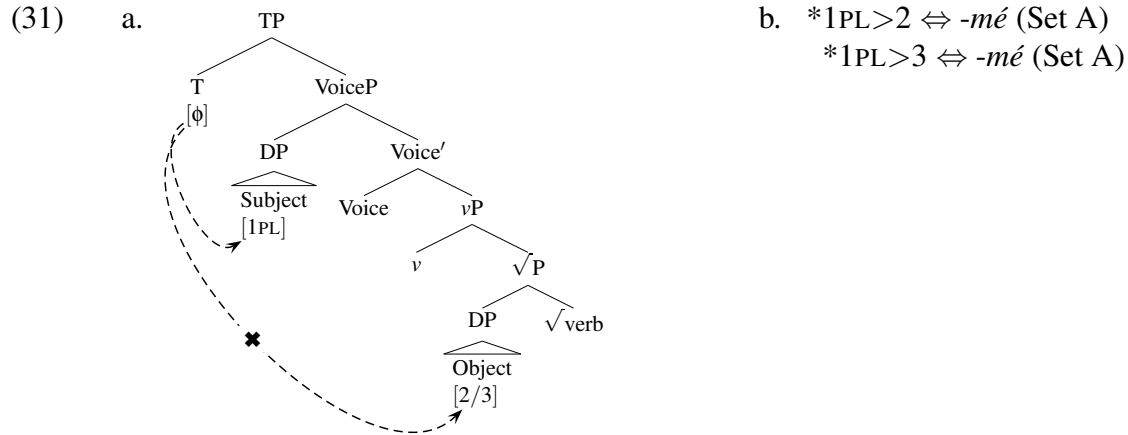 (31) a. TP b. *1PL>2 ⇔ -mé (Set A)
T VoiceP *1PL>3 ⇔ -mé (Set A)
[ϕ]
DP Voice′
Subject Voice vP
[1PL]
v √P
DP √verb
✖
Object
[2/3]